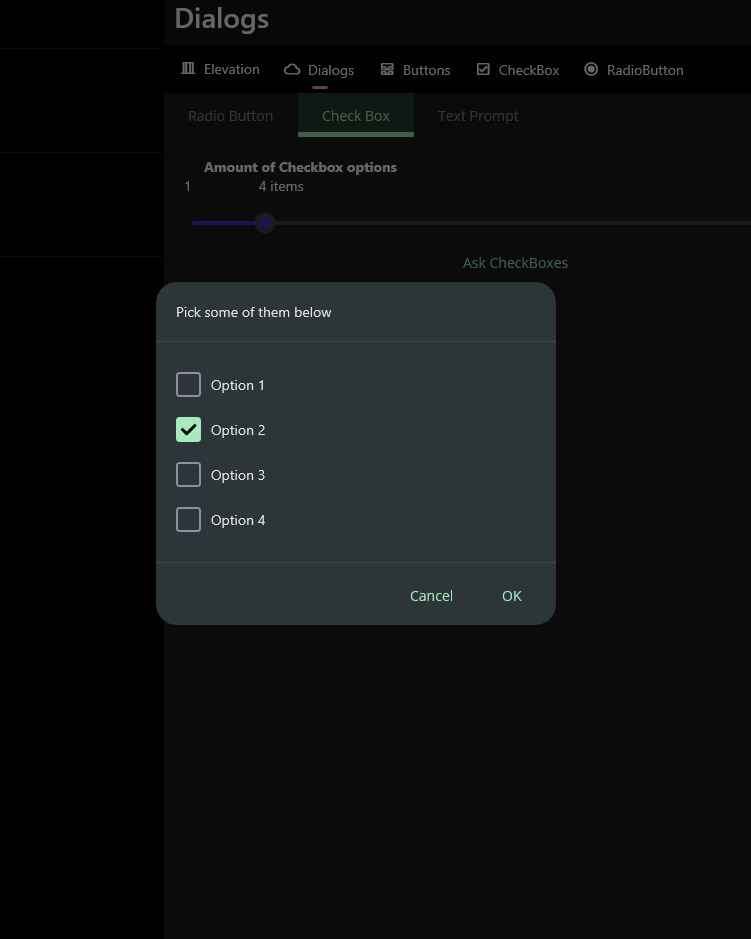 Dialogs
Elevation Dialogs Buttons CheckBox RadioButton
Radio Button Check Box Text Prompt
Amount of Checkbox options
1 4 items
Ask CheckBoxes
Pick some of them below
Option 1
Option 2
Option 3
Option 4
Cancel OK